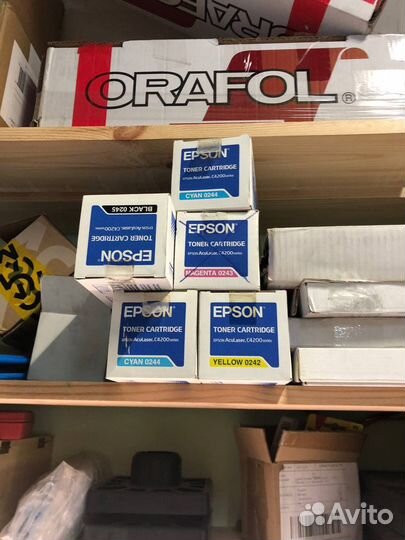 ORAFOL®
EPSON
TONER CARTRIDGE
EPSON AcuLaser C4200 SERIES
CYAN 0244
EPSON
TONER CARTRIDGE
EPSON AcuLaser C4200 SERIES
BLACK 0245
EPSON
TONER CARTRIDGE
EPSON AcuLaser C4200 SERIES
MAGENTA 0243
EPSON
TONER CARTRIDGE
EPSON AcuLaser C4200 SERIES
CYAN 0244
EPSON
TONER CARTRIDGE
EPSON AcuLaser C4200 SERIES
YELLOW 0242
Avito